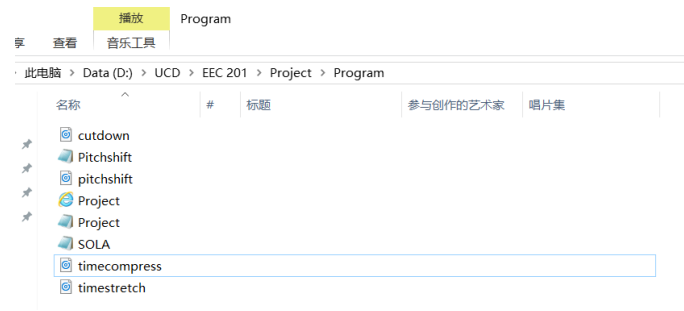 播放 Program
享 查看 音乐工具
此电脑 > Data (D:) > UCD > EEC 201 > Project > Program
名称 # 标题 参与创作的艺术家 唱片集
cutdown
Pitchshift
pitchshift
Project
Project
SOLA
timecompress
timestretch